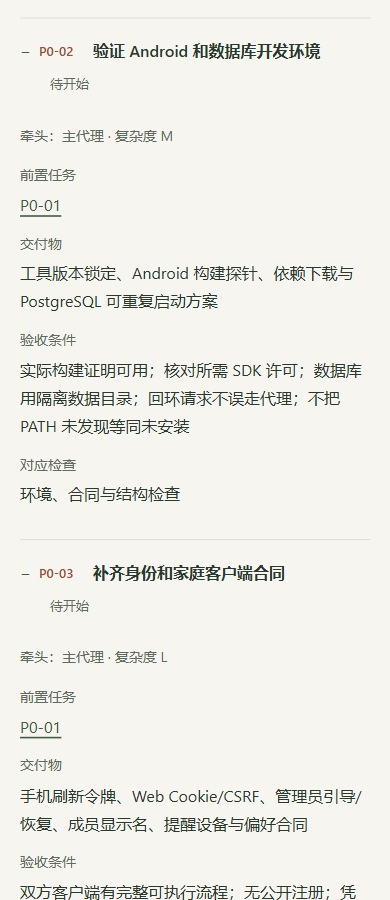 – P0-02 验证 Android 和数据库开发环境
待开始
牵头：主代理 · 复杂度 M
前置任务
P0-01
交付物
工具版本锁定、Android 构建探针、依赖下载与
PostgreSQL 可重复启动方案
验收条件
实际构建证明可用；核对所需 SDK 许可；数据库
用隔离数据目录；回环请求不误走代理；不把
PATH 未发现等同未安装
对应检查
环境、合同与结构检查
– P0-03 补齐身份和家庭客户端合同
待开始
牵头：主代理 · 复杂度 L
前置任务
P0-01
交付物
手机刷新令牌、Web Cookie/CSRF、管理员引导/
恢复、成员显示名、提醒设备与偏好合同
验收条件
双方客户端有完整可执行流程；无公开注册；凭